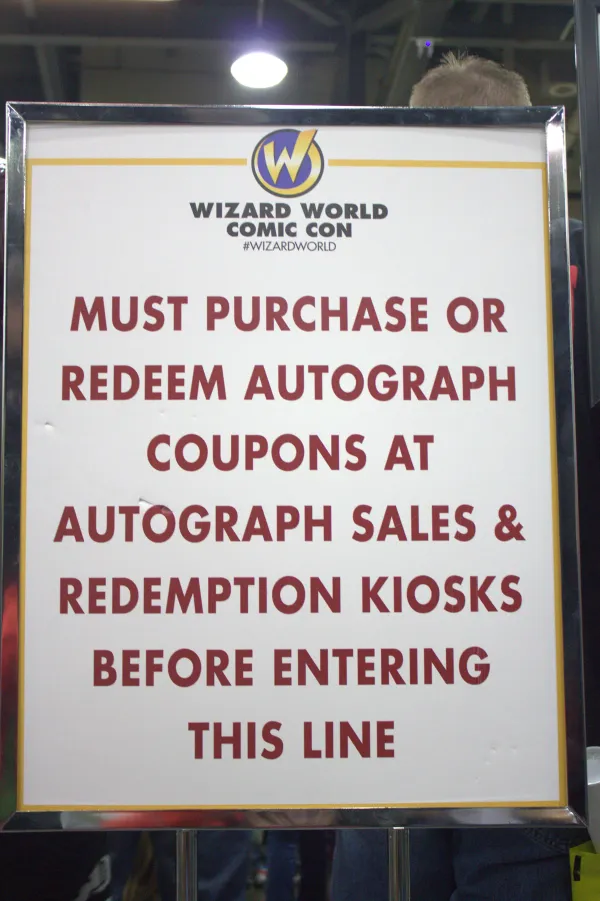 W
WIZARD WORLD
COMIC CON
#WIZARDWORLD
MUST PURCHASE OR
REDEEM AUTOGRAPH
COUPONS AT
AUTOGRAPH SALES &
REDEMPTION KIOSKS
BEFORE ENTERING
THIS LINE